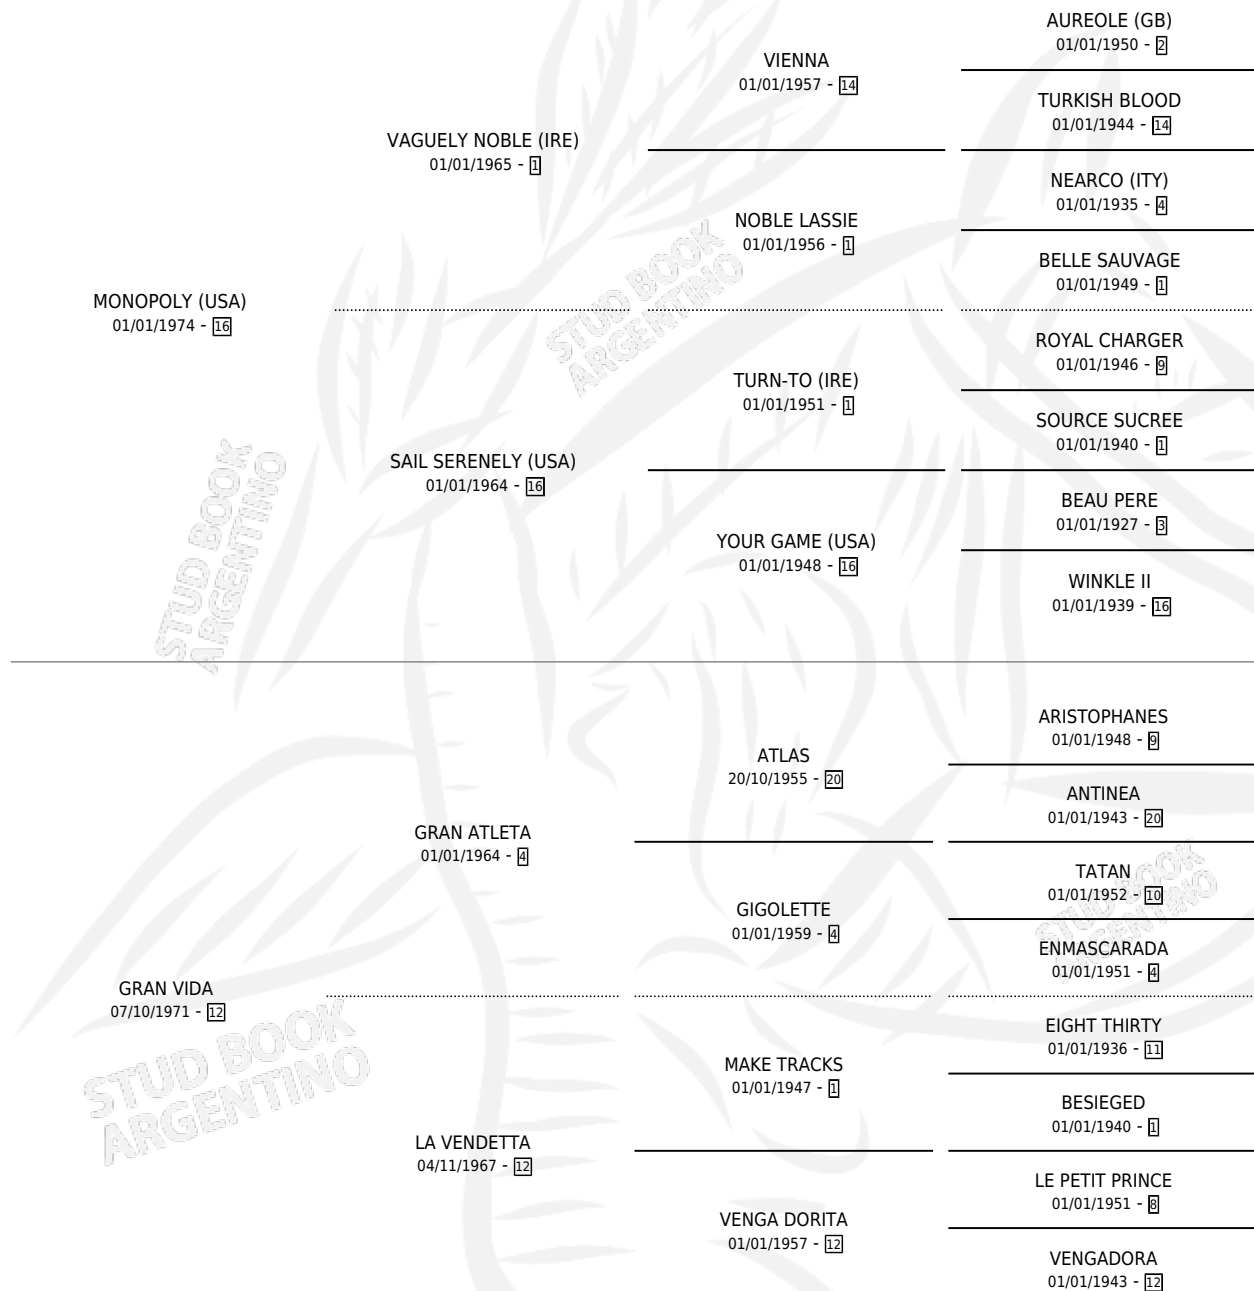 AUREOLE (GB)
01/01/1950 - 2
VIENNA
01/01/1957 - 14
TURKISH BLOOD
01/01/1944 - 14
VAGUELY NOBLE (IRE)
01/01/1965 - 1
NEARCO (ITY)
01/01/1935 - 4
NOBLE LASSIE
01/01/1956 - 1
BELLE SAUVAGE
01/01/1949 - 1
MONOPOLY (USA)
01/01/1974 - 16
ROYAL CHARGER
01/01/1946 - 9
TURN-TO (IRE)
01/01/1951 - 1
SOURCE SUCREE
01/01/1940 - 1
SAIL SERENELY (USA)
01/01/1964 - 16
BEAU PERE
01/01/1927 - 3
YOUR GAME (USA)
01/01/1948 - 16
WINKLE II
01/01/1939 - 16
ARISTOPHANES
01/01/1948 - 9
ATLAS
20/10/1955 - 20
ANTINEA
01/01/1943 - 20
GRAN ATLETA
01/01/1964 - 4
TATAN
01/01/1952 - 10
GIGOLETTE
01/01/1959 - 4
ENMASCARADA
01/01/1951 - 4
GRAN VIDA
07/10/1971 - 12
EIGHT THIRTY
01/01/1936 - 11
MAKE TRACKS
01/01/1947 - 1
BESIEGED
01/01/1940 - 1
LA VENDETTA
04/11/1967 - 12
LE PETIT PRINCE
01/01/1951 - 8
VENGA DORITA
01/01/1957 - 12
VENGADORA
01/01/1943 - 12
STUD BOOK
ARGENTINO
STUD BOOK
ARGENTINO
STUD BOOK
ARGENTINO
STUD BOOK
ARGENTINO